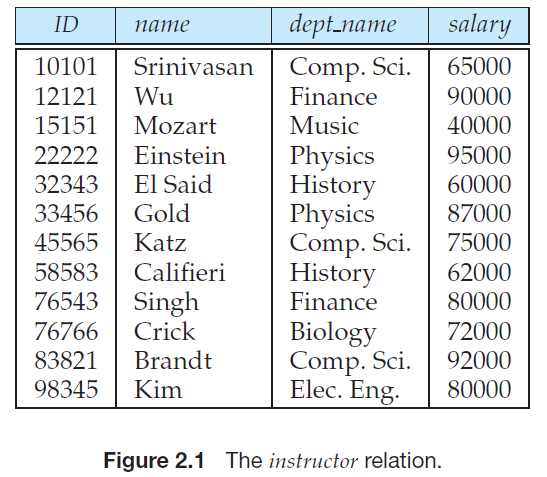 ID name dept_name salary
10101 Srinivasan Comp. Sci. 65000
12121 Wu Finance 90000
15151 Mozart Music 40000
22222 Einstein Physics 95000
32343 El Said History 60000
33456 Gold Physics 87000
45565 Katz Comp. Sci. 75000
58583 Califieri History 62000
76543 Singh Finance 80000
76766 Crick Biology 72000
83821 Brandt Comp. Sci. 92000
98345 Kim Elec. Eng. 80000
Figure 2.1 The instructor relation.